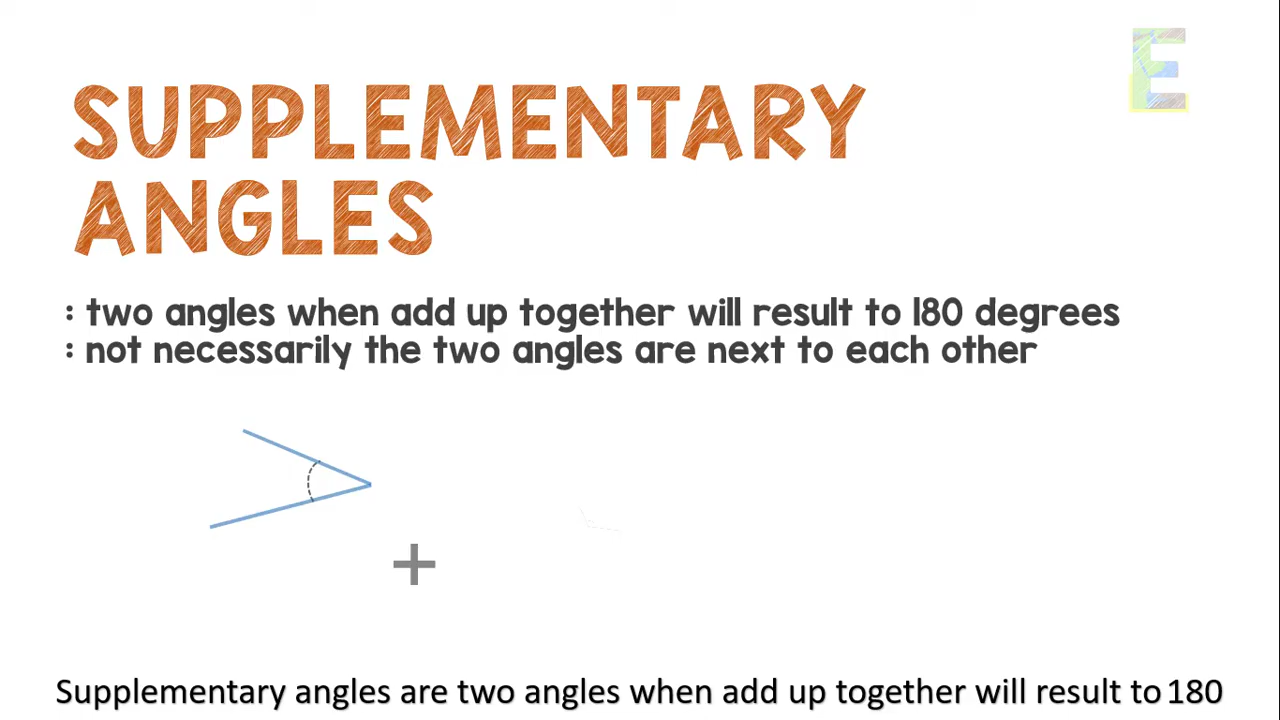 E
SUPPLEMENTARY
ANGLES
: two angles when add up together will result to 180 degrees
: not necessarily the two angles are next to each other
+
Supplementary angles are two angles when add up together will result to 180